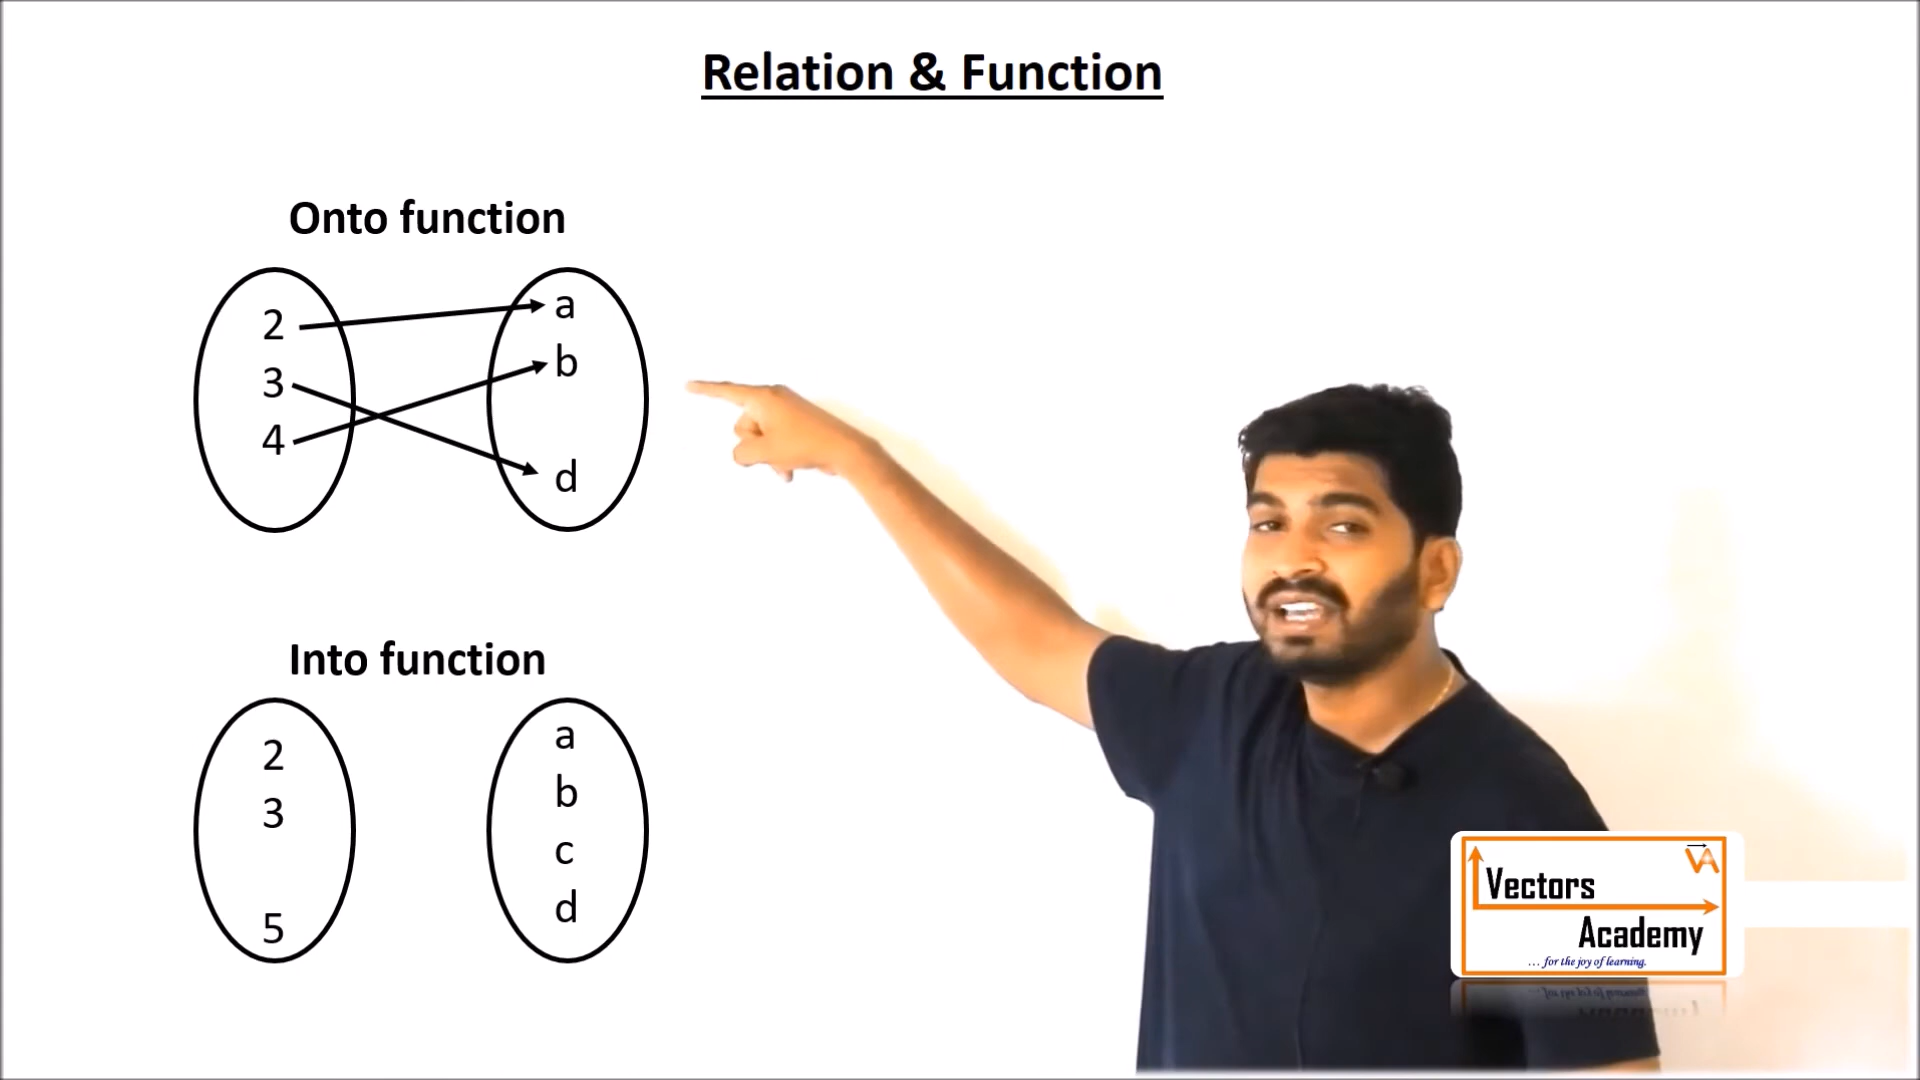 Relation & Function
Onto function
2
3
4
a
b
d
Into function
2
3
5
a
b
c
d
VA
Vectors
Academy
... for the joy of learning.